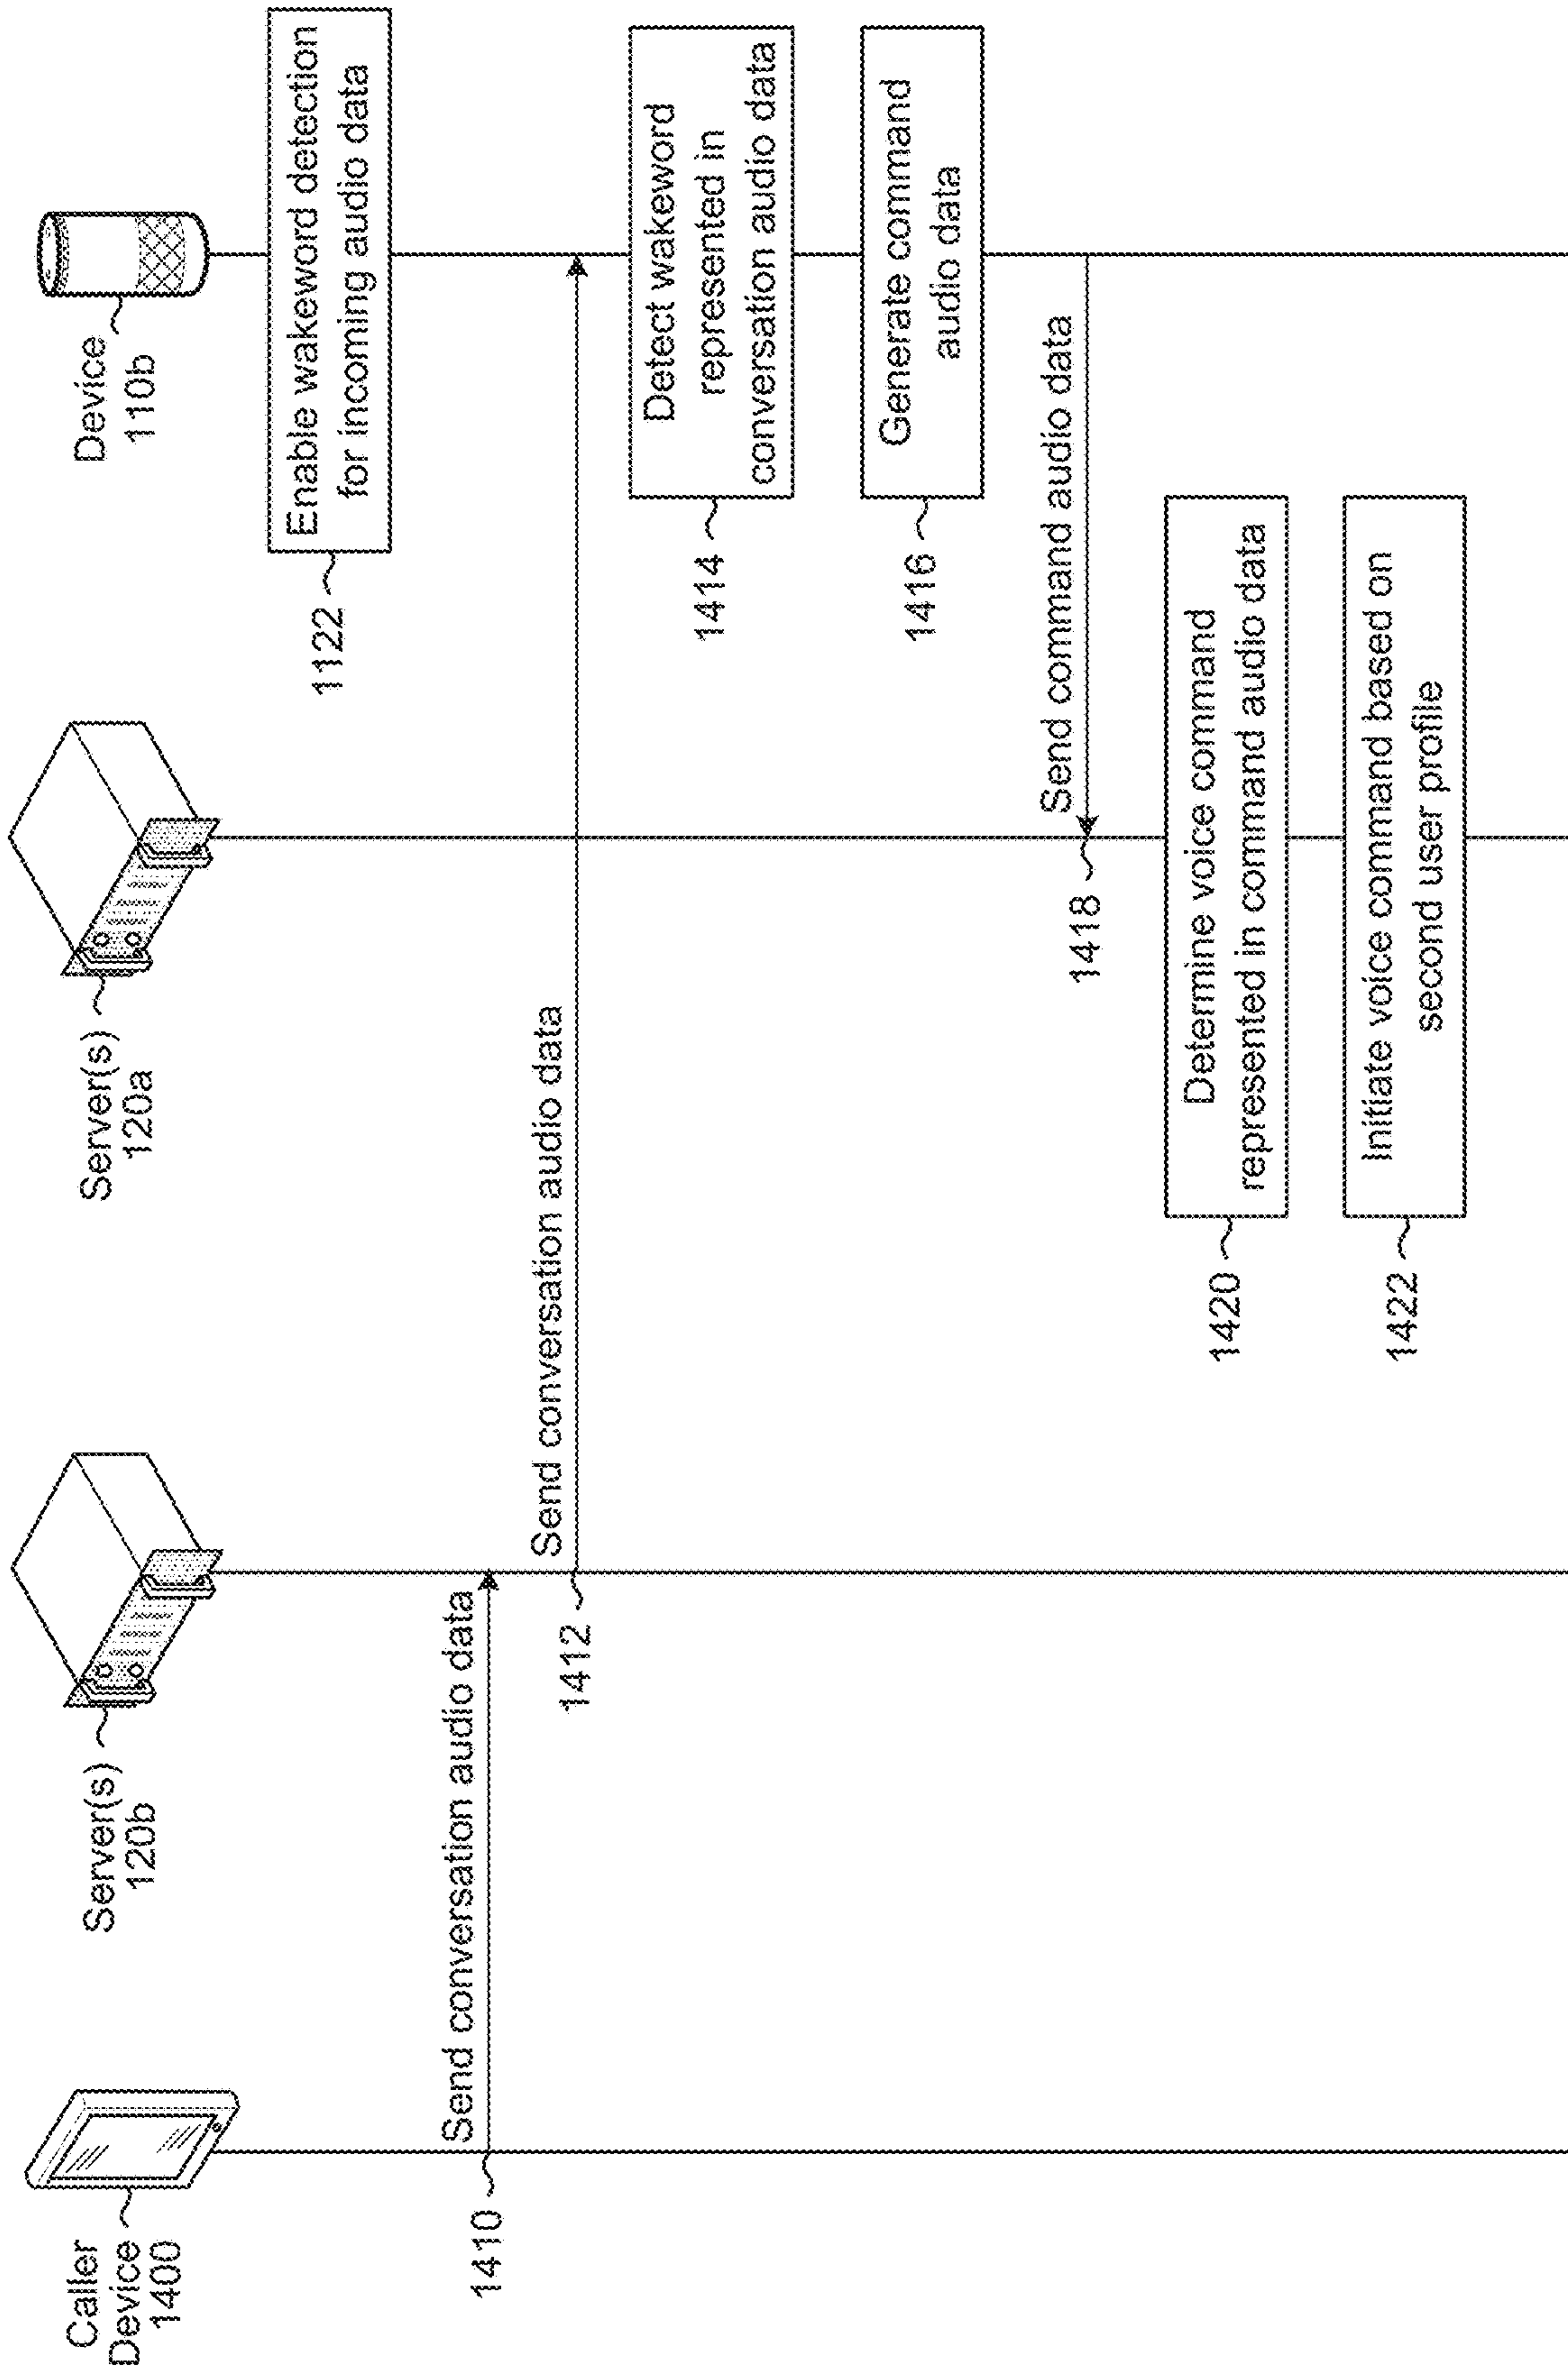 Caller
Device
1400
Server(s)
120b
Server(s)
120a
Device
110b
Enable wakeword detection
for incoming audio data
1122
Send conversation audio data
1410
Send conversation audio data
1412
Detect wakeword
represented in
conversation audio data
1414
Generate command
audio data
1416
Send command audio data
1418
Determine voice command
represented in command audio data
1420
Initiate voice command based on
second user profile
1422